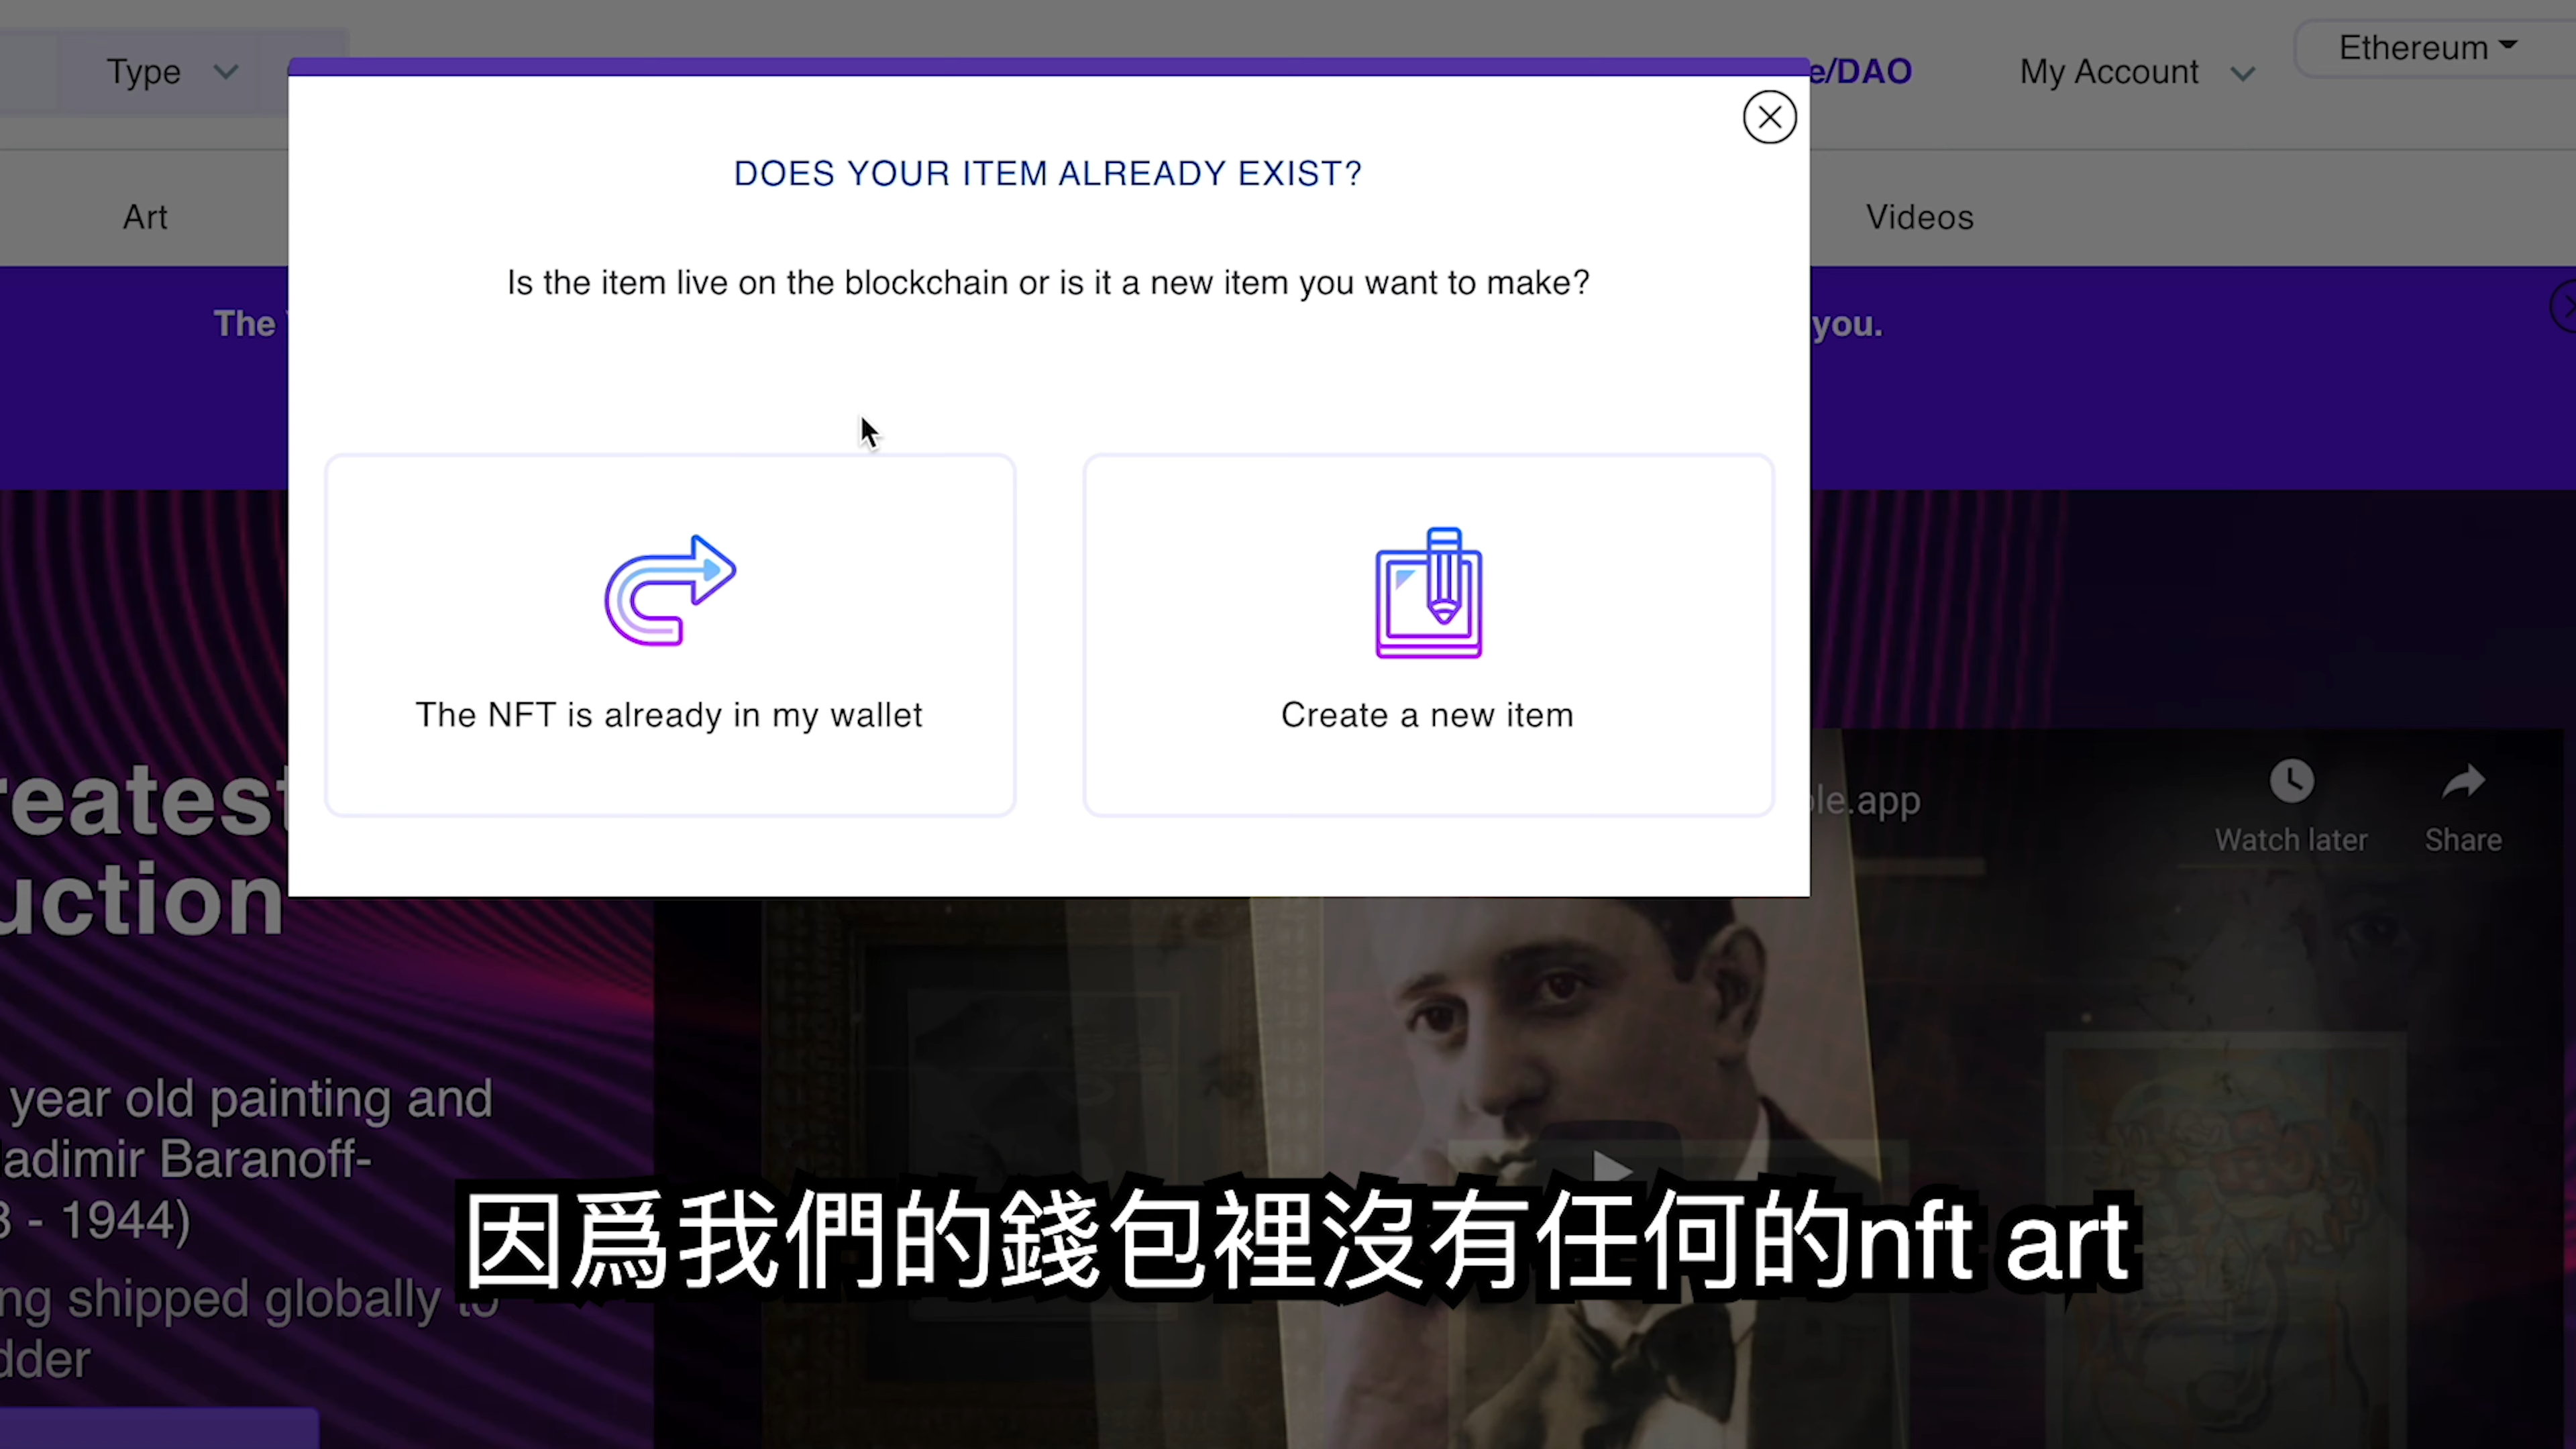 Type
e/DAO
My Account
Ethereum
DOES YOUR ITEM ALREADY EXIST?
Art
Videos
Is the item live on the blockchain or is it a new item you want to make?
The
you.
The NFT is already in my wallet
Create a new item
reatest
uction
le.app
Watch later
Share
year old painting and
ladimir Baranoff-
3 - 1944)
ng shipped globally to
dder
因爲我們的錢包裡沒有任何的nft art